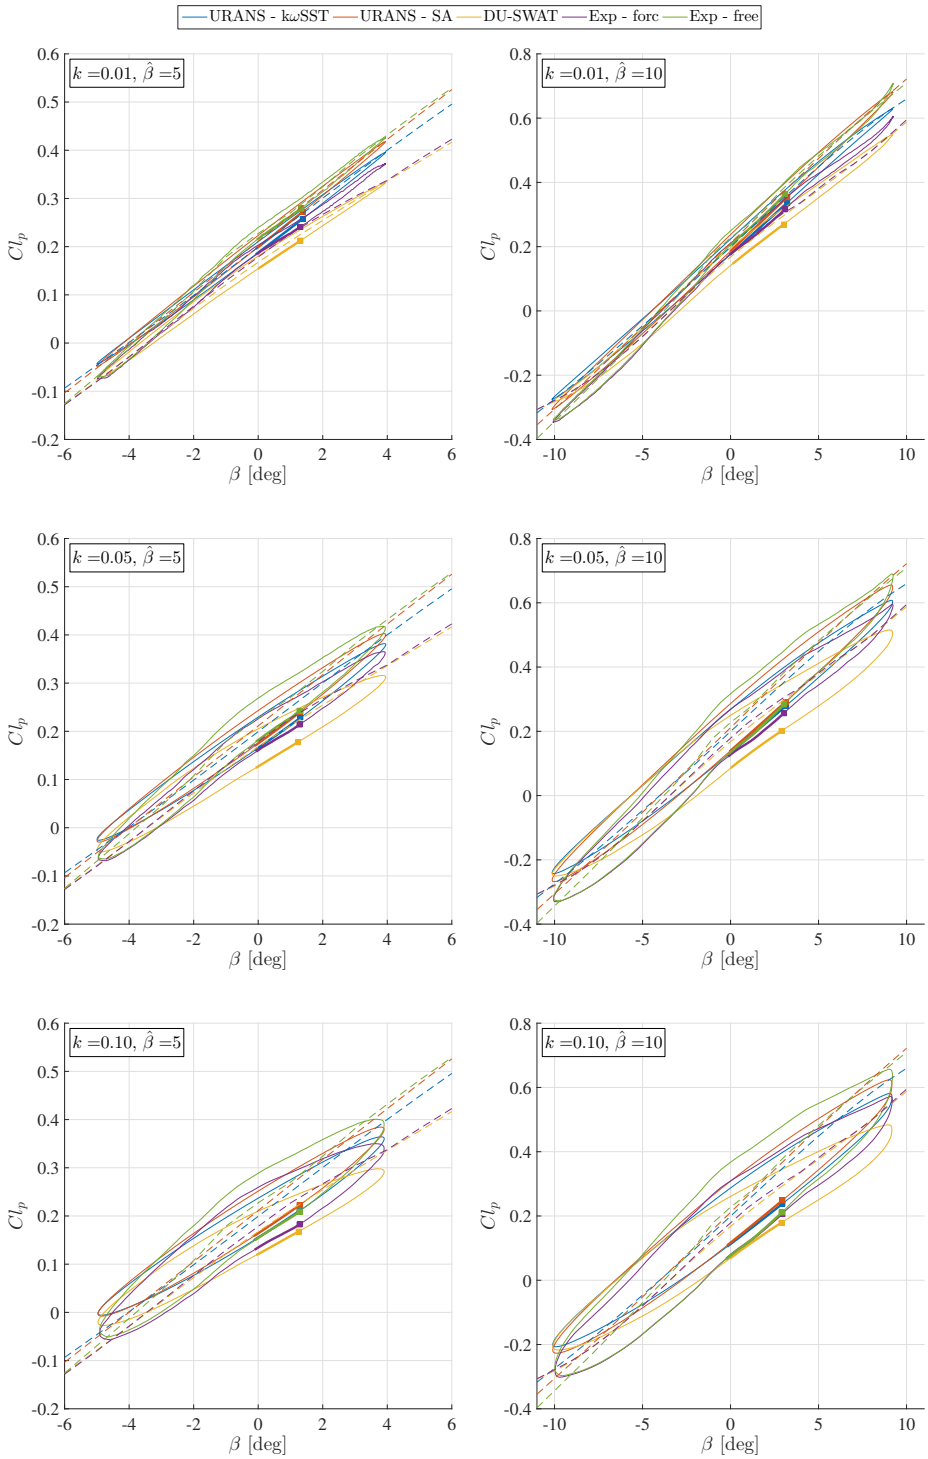 URANS - kωSST URANS - SA DU-SWAT Exp - forc Exp - free
k =0.01, β̂ =5
0.6
0.5
0.4
0.3
0.2
0.1
0
-0.1
-0.2
Cl_p
-6 -4 -2 0 2 4 6
β [deg]
k =0.01, β̂ =10
0.8
0.6
0.4
0.2
0
-0.2
-0.4
Cl_p
-10 -5 0 5 10
β [deg]
k =0.05, β̂ =5
0.6
0.5
0.4
0.3
0.2
0.1
0
-0.1
-0.2
Cl_p
-6 -4 -2 0 2 4 6
β [deg]
k =0.05, β̂ =10
0.8
0.6
0.4
0.2
0
-0.2
-0.4
Cl_p
-10 -5 0 5 10
β [deg]
k =0.10, β̂ =5
0.6
0.5
0.4
0.3
0.2
0.1
0
-0.1
-0.2
Cl_p
-6 -4 -2 0 2 4 6
β [deg]
k =0.10, β̂ =10
0.8
0.6
0.4
0.2
0
-0.2
-0.4
Cl_p
-10 -5 0 5 10
β [deg]